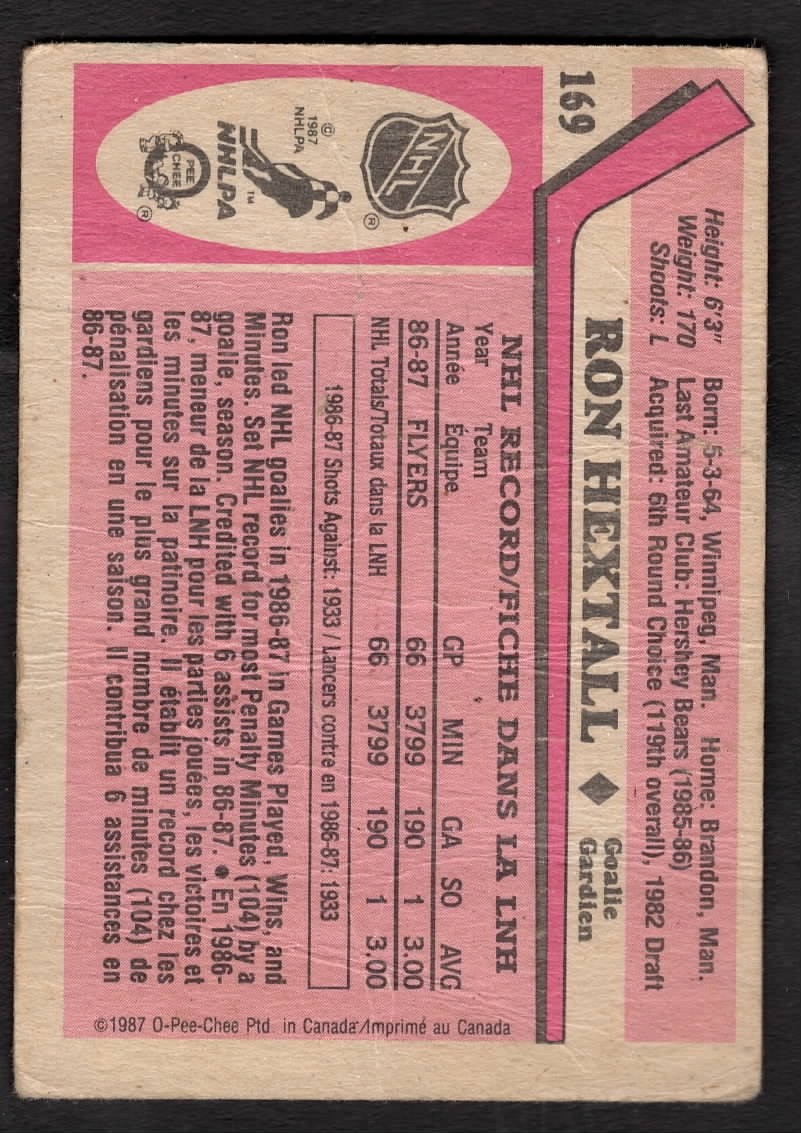 169
Height: 6'3" Born: 5-3-64, Winnipeg, Man. Home: Brandon, Man.
Weight: 170 Last Amateur Club: Hershey Bears (1985-86)
Shoots: L Acquired: 6th Round Choice (119th overall), 1982 Draft
RON HEXTALL ◆ Goalie
Gardien
NHL
®
© 1987
NHLPA
™
NHLPA
O
PEE
CHEE
®
NHL RECORD/FICHE DANS LA LNH
Year Team
Année Équipe GP MIN GA SO AVG
86-87 FLYERS 66 3799 190 1 3.00
NHL Totals/Totaux dans la LNH 66 3799 190 1 3.00
1986-87 Shots Against: 1933 / Lancers contre en 1986-87: 1933
Ron led NHL goalies in 1986-87 in Games Played, Wins, and
Minutes. Set NHL record for most Penalty Minutes (104) by a
goalie, season. Credited with 6 assists in 86-87. ● En 1986-
87, meneur de la LNH pour les parties jouées, les victoires et
les minutes sur la patinoire. Il établit un record chez les
gardiens pour le plus grand nombre de minutes (104) de
pénalisation en une saison. Il contribua 6 assistances en
86-87.
©1987 O-Pee-Chee Ptd. in Canada/Imprimé au Canada